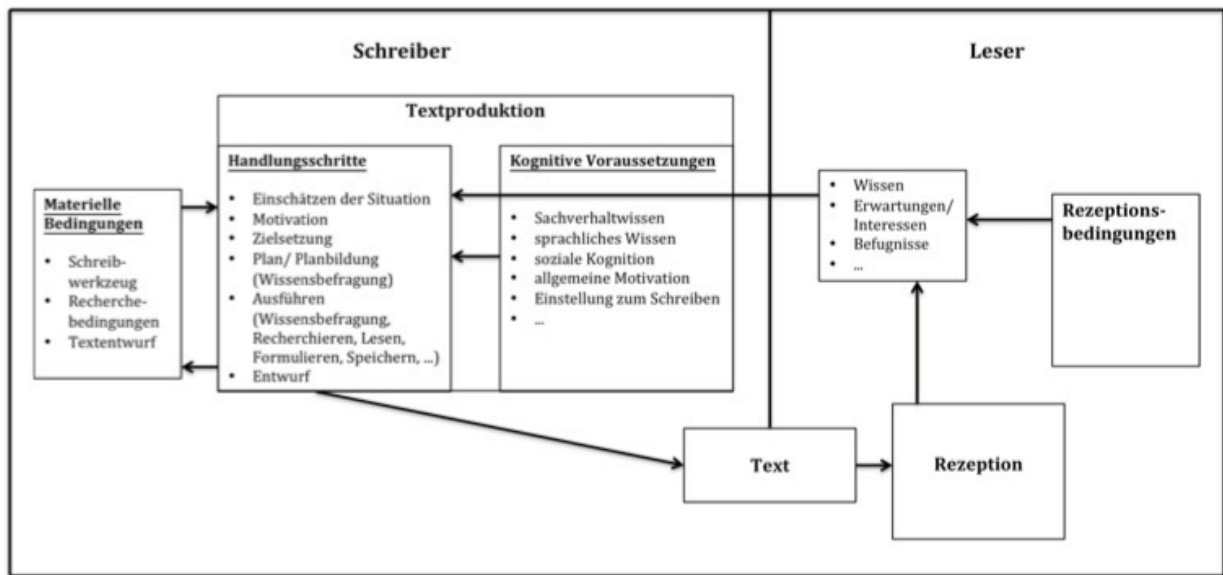 Schreiber
Leser
Textproduktion
Materielle
Bedingungen
• Schreib-
werkzeug
• Recherche-
bedingungen
• Textentwurf
Handlungsschritte
• Einschätzen der Situation
• Motivation
• Zielsetzung
• Plan/ Planbildung
(Wissensbefragung)
• Ausführen
(Wissensbefragung,
Recherchieren, Lesen,
Formulieren, Speichern, ...)
• Entwurf
Kognitive Voraussetzungen
• Sachverhaltwissen
• sprachliches Wissen
• soziale Kognition
• allgemeine Motivation
• Einstellung zum Schreiben
• ...
• Wissen
• Erwartungen/
Interessen
• Befugnisse
• ...
Rezeptions-
bedingungen
Text
Rezeption